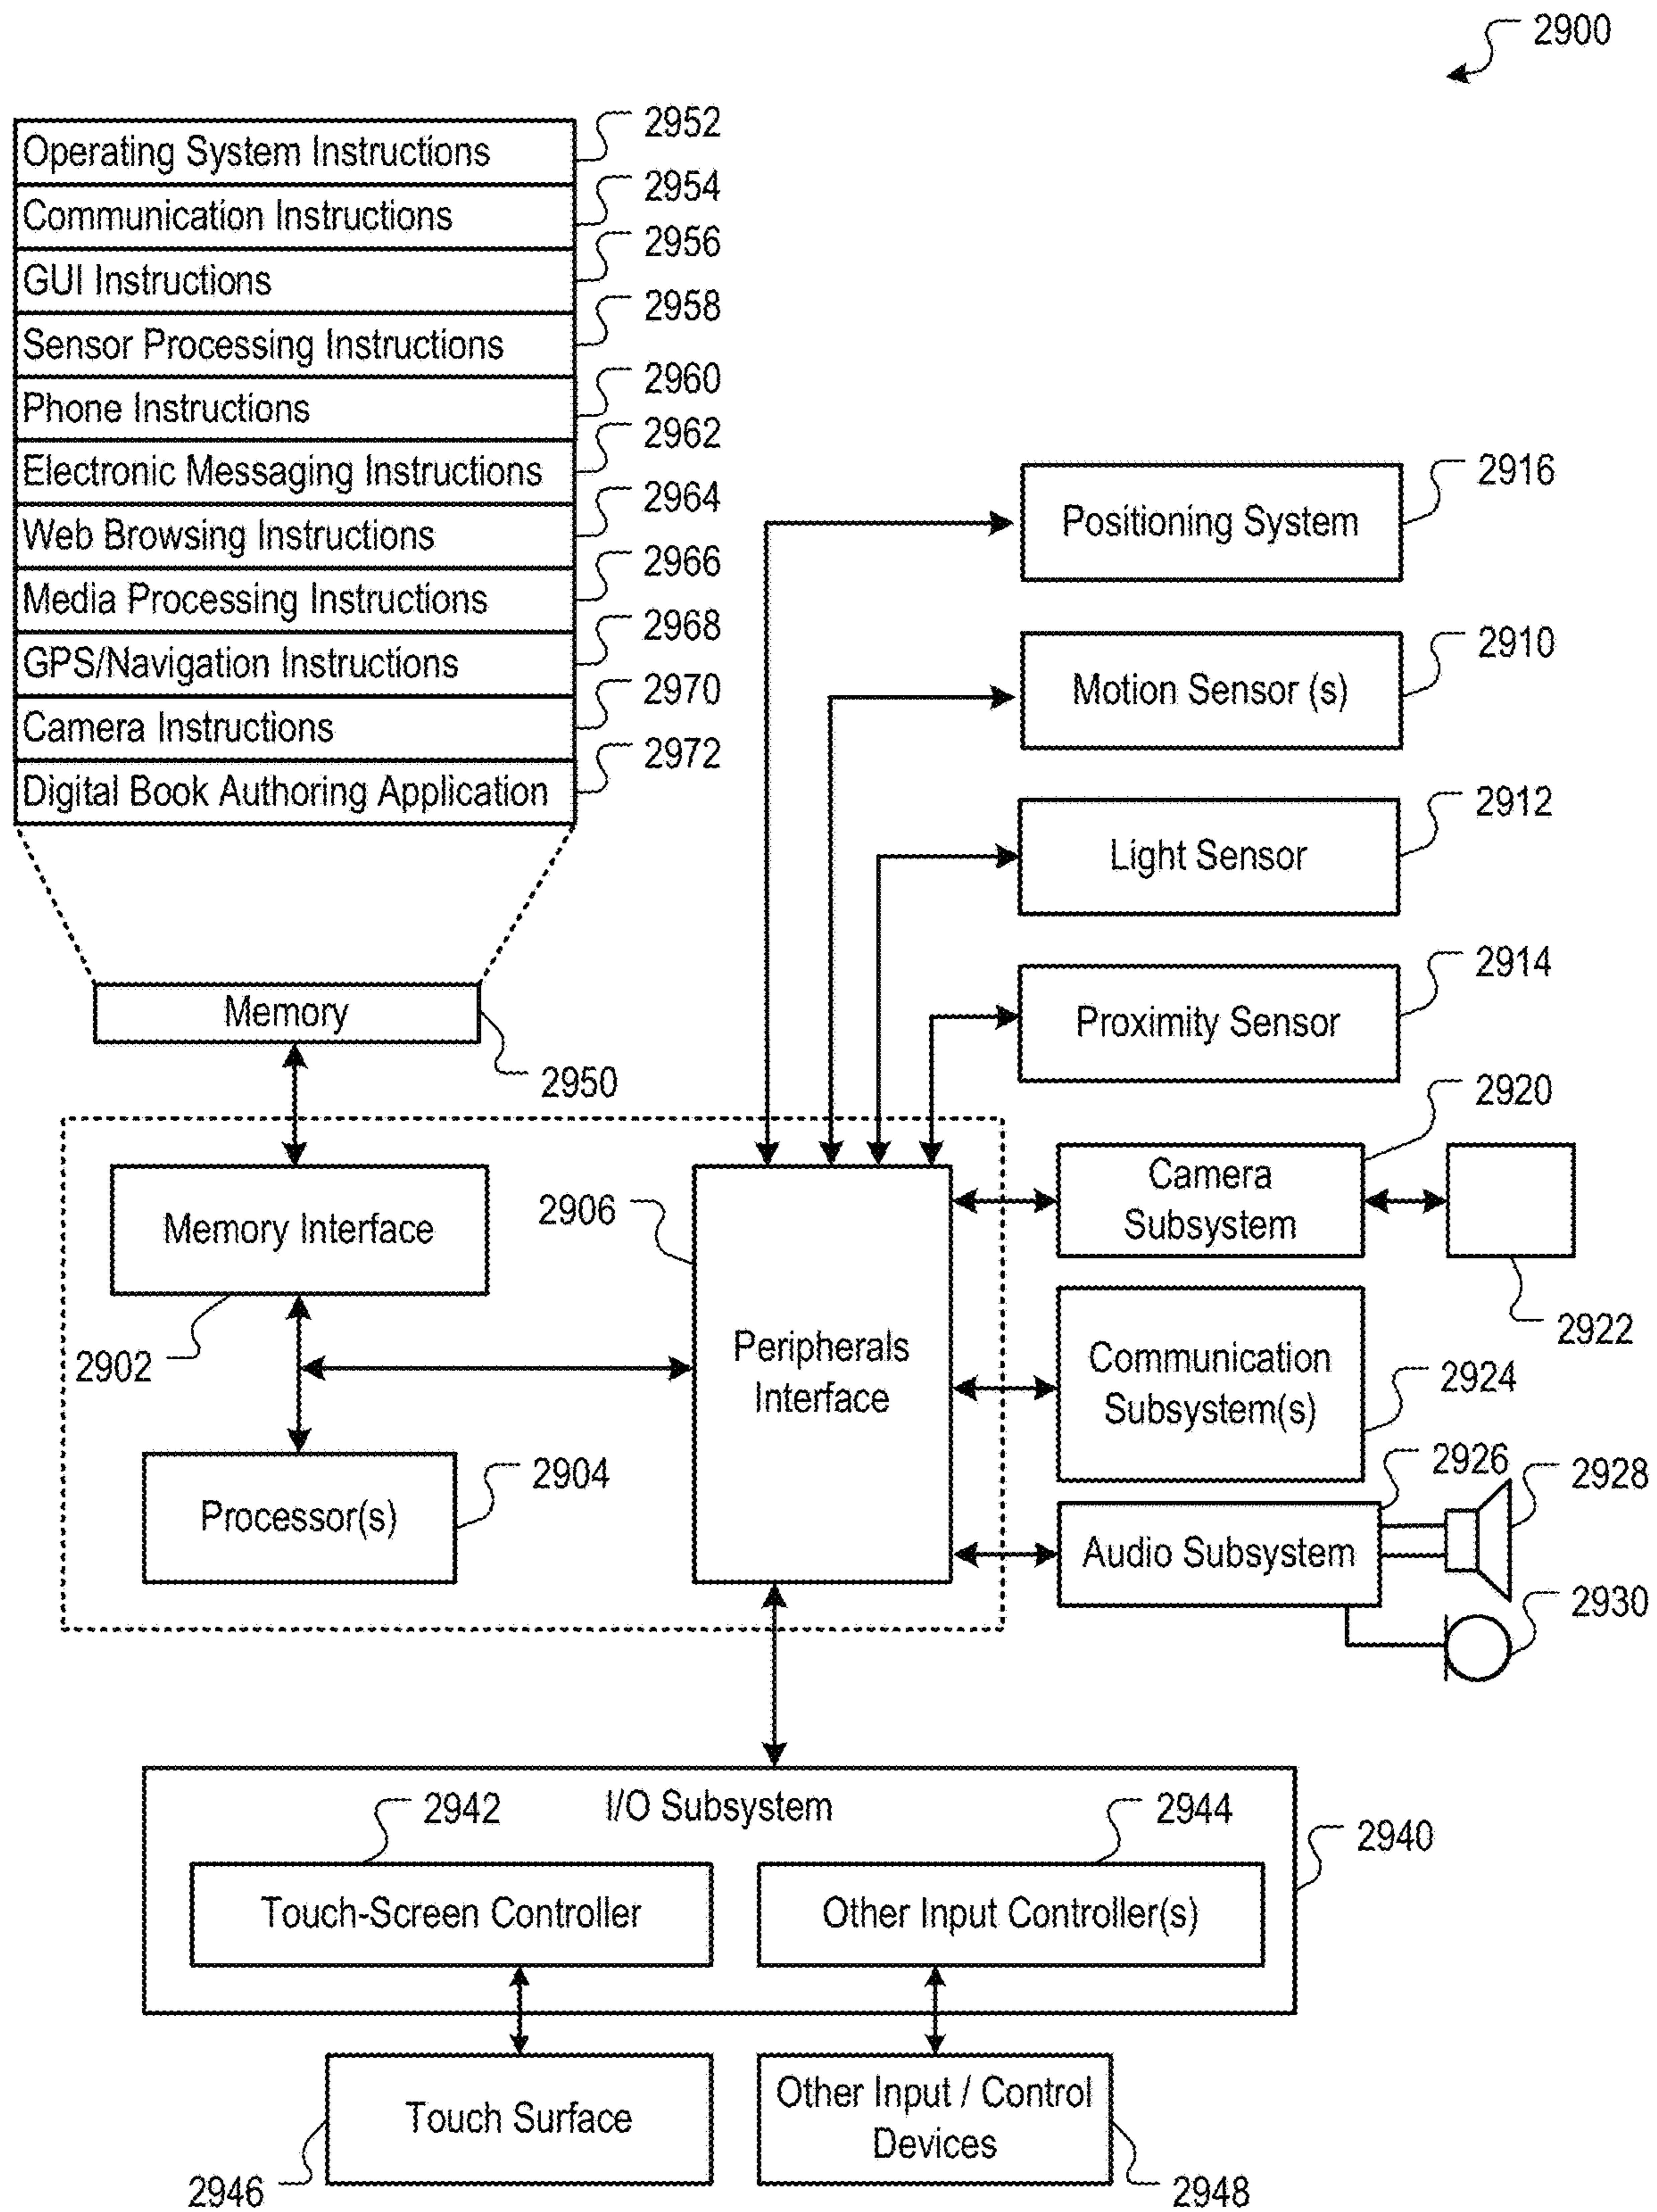 2900
Operating System Instructions
2952
Communication Instructions
2954
GUI Instructions
2956
Sensor Processing Instructions
2958
Phone Instructions
2960
Electronic Messaging Instructions
2962
Web Browsing Instructions
2964
Media Processing Instructions
2966
GPS/Navigation Instructions
2968
Camera Instructions
2970
Digital Book Authoring Application
2972
Positioning System
2916
Motion Sensor (s)
2910
Light Sensor
2912
Proximity Sensor
2914
Memory
2950
Memory Interface
2902
Processor(s)
2904
2906
Peripherals
Interface
Camera
Subsystem
2920
2922
Communication
Subsystem(s)
2924
Audio Subsystem
2926
2928
2930
I/O Subsystem
2940
2942
Touch-Screen Controller
2944
Other Input Controller(s)
Touch Surface
2946
Other Input / Control
Devices
2948